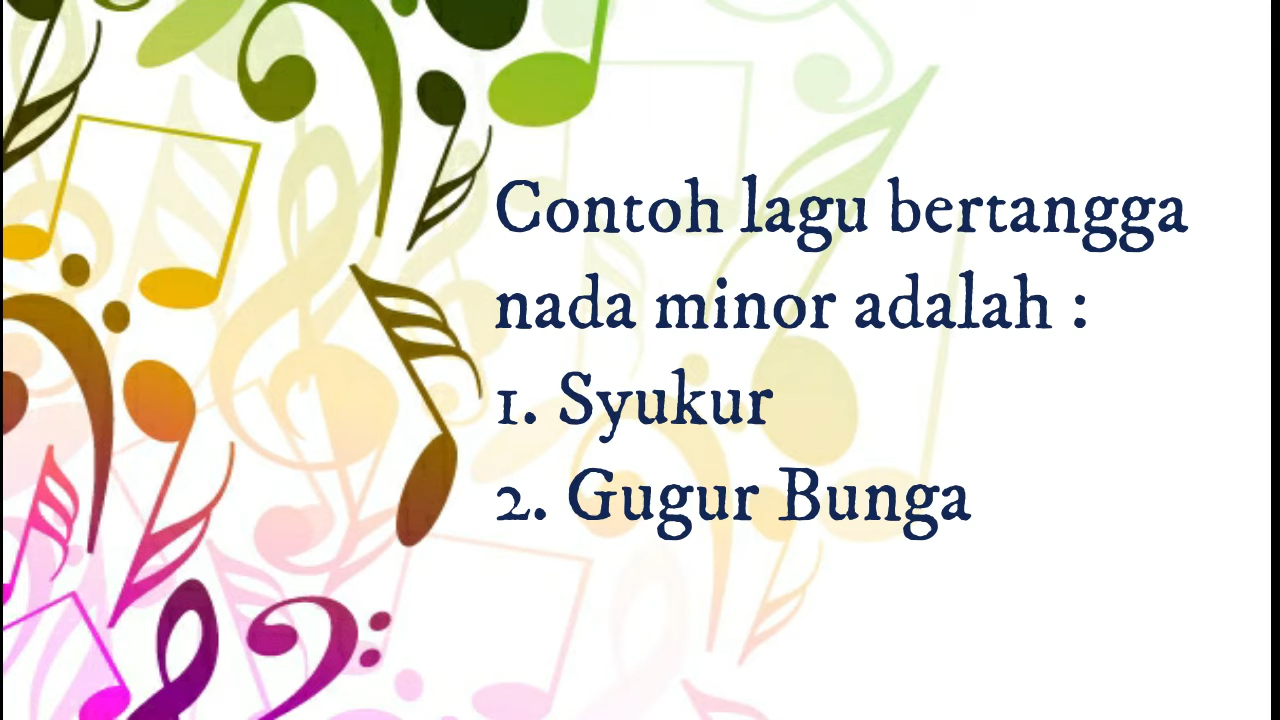 Contoh lagu bertangga
nada minor adalah :
1. Syukur
2. Gugur Bunga